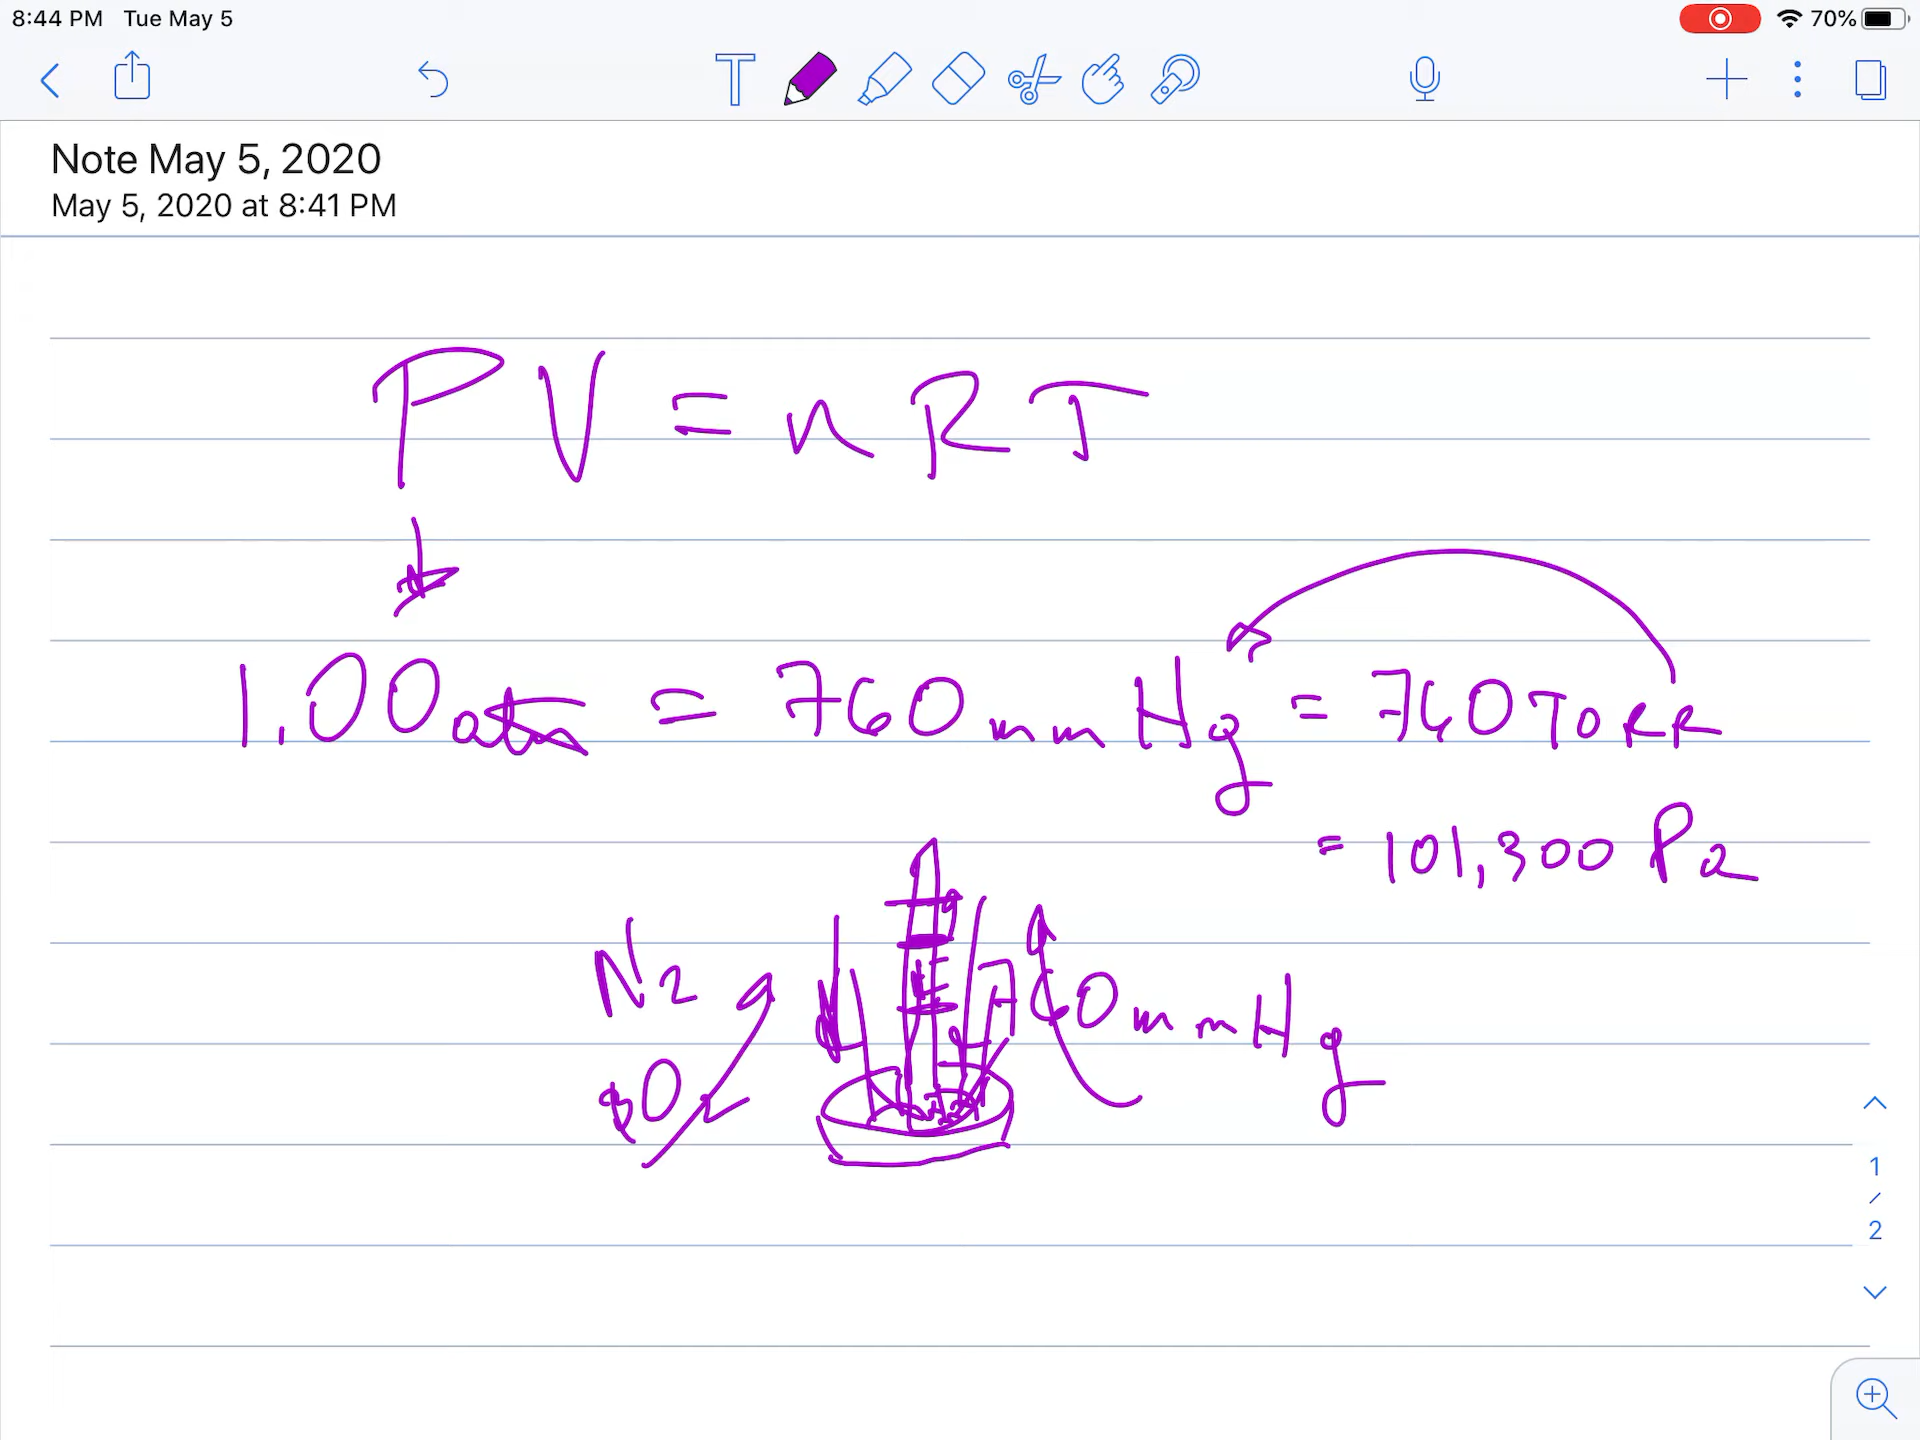 8:44 PM Tue May 5 70%
T
Note May 5, 2020
May 5, 2020 at 8:41 PM
PV = nRT
1.00 atm = 760 mmHg = 760 TORR
= 101,300 Pa
N2 760 mmHg
O2
1
/
2